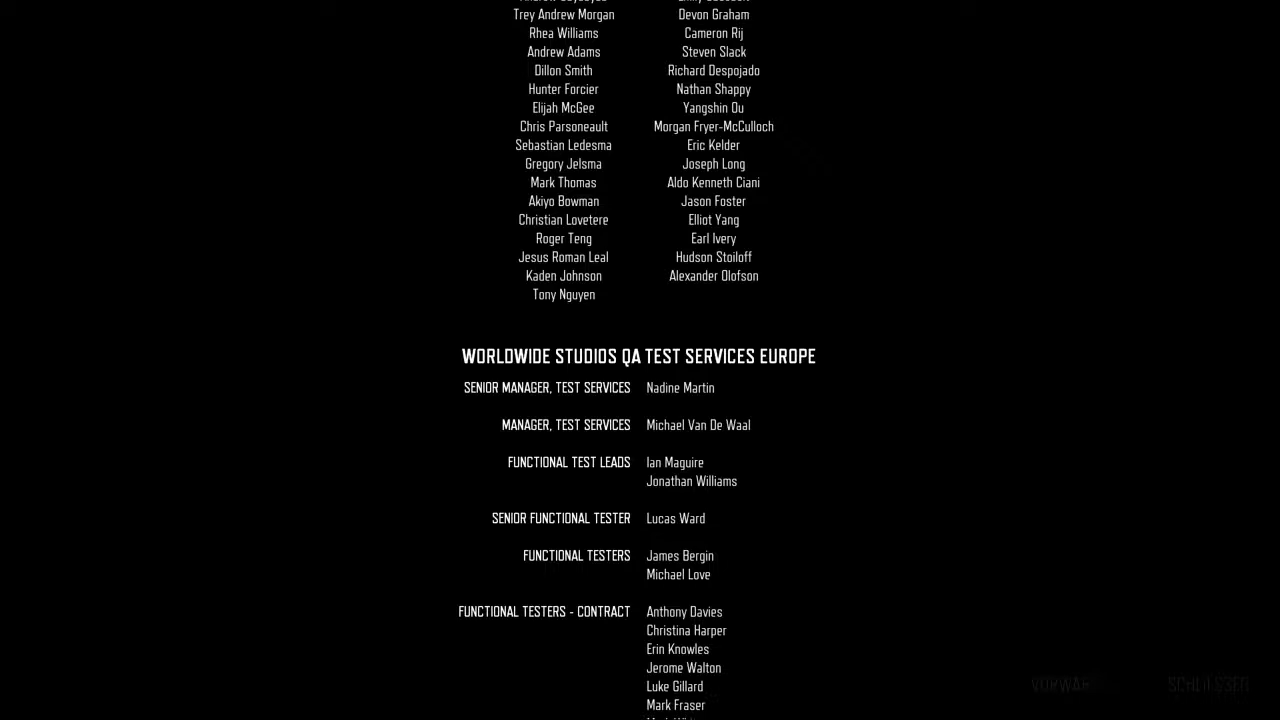 Trey Andrew Morgan Devon Graham
Rhea Williams Cameron Rij
Andrew Adams Steven Slack
Dillon Smith Richard Despojado
Hunter Forcier Nathan Shappy
Elijah McGee Yangshin Ou
Chris Parsoneault Morgan Fryer-McCulloch
Sebastian Ledesma Eric Kelder
Gregory Jelsma Joseph Long
Mark Thomas Aldo Kenneth Ciani
Akiyo Bowman Jason Foster
Christian Lovetere Elliot Yang
Roger Teng Earl Ivery
Jesus Roman Leal Hudson Stoiloff
Kaden Johnson Alexander Olofson
Tony Nguyen
WORLDWIDE STUDIOS QA TEST SERVICES EUROPE
SENIOR MANAGER, TEST SERVICES Nadine Martin
MANAGER, TEST SERVICES Michael Van De Waal
FUNCTIONAL TEST LEADS Ian Maguire
Jonathan Williams
SENIOR FUNCTIONAL TESTER Lucas Ward
FUNCTIONAL TESTERS James Bergin
Michael Love
FUNCTIONAL TESTERS - CONTRACT Anthony Davies
Christina Harper
Erin Knowles
Jerome Walton
Luke Gillard
Mark Fraser